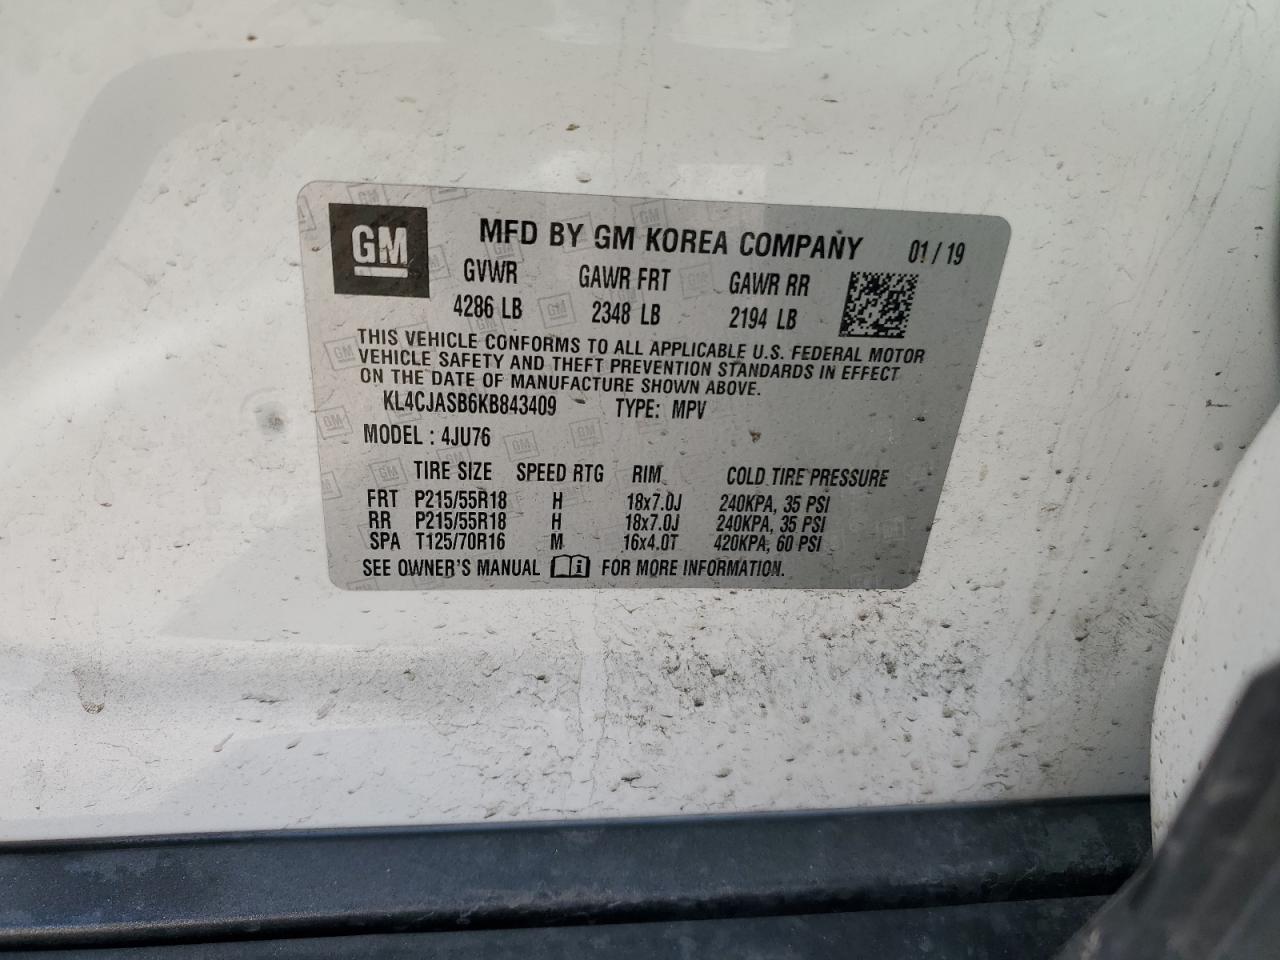 GM MFD BY GM KOREA COMPANY 01/19
GVWR GAWR FRT GAWR RR
4286 LB 2348 LB 2194 LB
THIS VEHICLE CONFORMS TO ALL APPLICABLE U.S. FEDERAL MOTOR
VEHICLE SAFETY AND THEFT PREVENTION STANDARDS IN EFFECT
ON THE DATE OF MANUFACTURE SHOWN ABOVE.
KL4CJASB6KB843409 TYPE: MPV
MODEL : 4JU76
TIRE SIZE SPEED RTG RIM COLD TIRE PRESSURE
FRT P215/55R18 H 18x7.0J 240KPA, 35 PSI
RR P215/55R18 H 18x7.0J 240KPA, 35 PSI
SPA T125/70R16 M 16x4.0T 420KPA, 60 PSI
SEE OWNER'S MANUAL i FOR MORE INFORMATION.